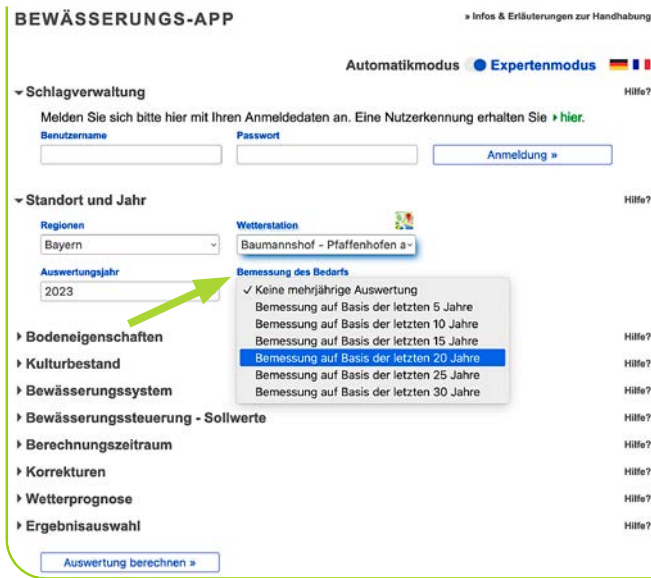 BEWÄSSERUNGS-APP
» Infos & Erläuterungen zur Handhabung
Automatikmodus Expertenmodus
Schlagverwaltung Hilfe?
Melden Sie sich bitte hier mit Ihren Anmeldedaten an. Eine Nutzerkennung erhalten Sie hier.
Benutzername Passwort
Anmeldung »
Standort und Jahr Hilfe?
Regionen Wetterstation
Bayern Baumannshof - Pfaffenhofen a
Auswertungsjahr Bemessung des Bedarfs
2023
✓ Keine mehrjährige Auswertung
Bemessung auf Basis der letzten 5 Jahre
Bemessung auf Basis der letzten 10 Jahre
Bemessung auf Basis der letzten 15 Jahre
Bemessung auf Basis der letzten 20 Jahre
Bemessung auf Basis der letzten 25 Jahre
Bemessung auf Basis der letzten 30 Jahre
Bodeneigenschaften Hilfe?
Kulturbestand Hilfe?
Bewässerungssystem Hilfe?
Bewässerungssteuerung - Sollwerte Hilfe?
Berechnungszeitraum Hilfe?
Korrekturen Hilfe?
Wetterprognose Hilfe?
Ergebnisauswahl Hilfe?
Auswertung berechnen »